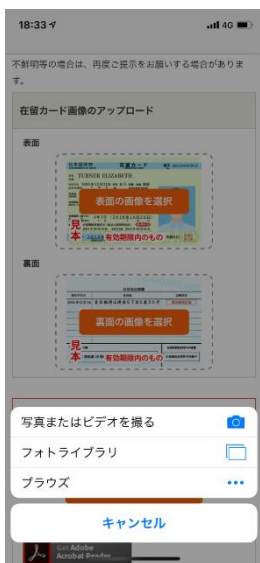 18:33
4G
不鮮明等の場合は、再度ご提示をお願いする場合があります。
在留カード画像のアップロード
表面
在留カード
TURNER ELIZABETH
表面の画像を選択
見本
有効期限内のもの
裏面
裏面の画像を選択
見本
有効期限内のもの
写真またはビデオを撮る
フォトライブラリ
ブラウズ
キャンセル
Get Adobe
Acrobat Reader